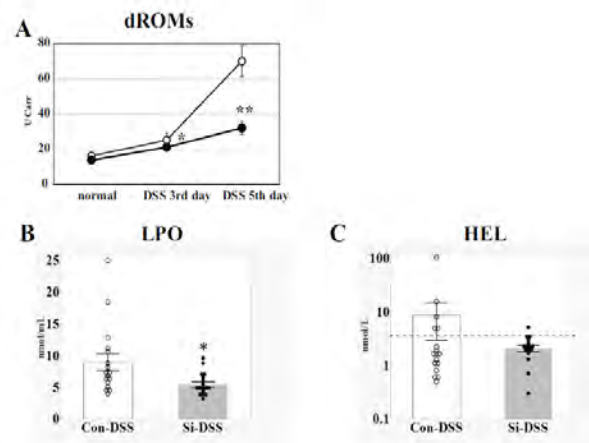 A
dROMs
80
60
40
20
0
U Carr
*
**
normal DSS 3rd day DSS 5th day
B
LPO
25
20
15
10
5
0
nmol/mL
*
Con-DSS Si-DSS
C
HEL
100
10
1
0.1
nmol/L
Con-DSS Si-DSS